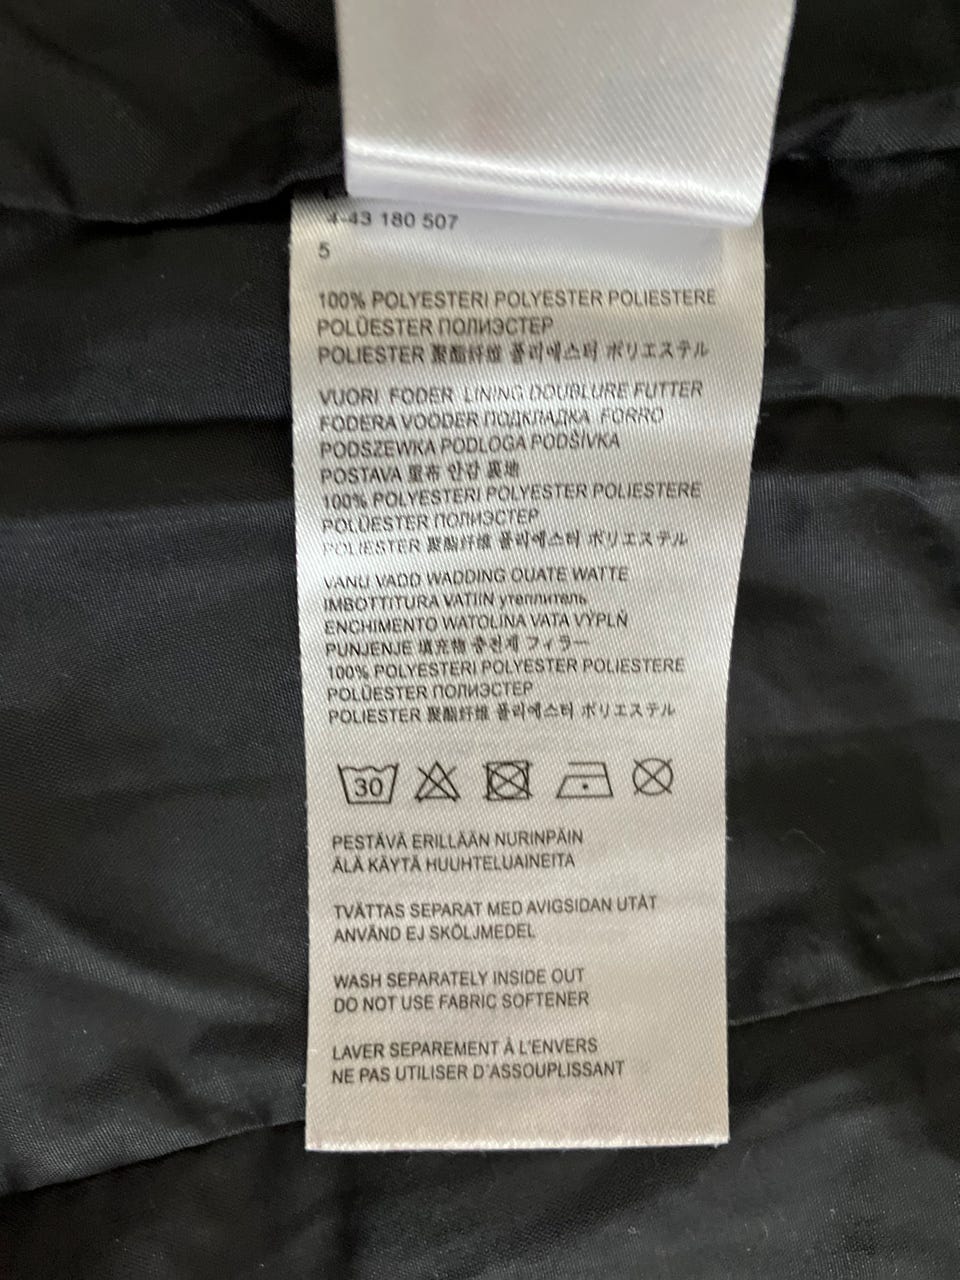 4-43 180 507
5
100% POLYESTERI POLYESTER POLIESTERE
POLÜESTER ПОЛИЭСТЕР
POLIESTER 聚酯纤维 폴리에스터 ポリエステル
VUORI FODER LINING DOUBLURE FUTTER
FODERA VOODER ПОДКЛАДКА FORRO
PODSZEWKA PODLOGA PODŠÍVKA
POSTAVA 里布 안감 裏地
100% POLYESTERI POLYESTER POLIESTERE
POLÜESTER ПОЛИЭСТЕР
POLIESTER 聚酯纤维 폴리에스터 ポリエステル
VANU VADD WADDING OUATE WATTE
IMBOTTITURA VATIIN утеплитель
ENCHIMENTO WATOLINA VATA VÝPLŇ
PUNJENJE 填充物 충전재 フィラー
100% POLYESTERI POLYESTER POLIESTERE
POLÜESTER ПОЛИЭСТЕР
POLIESTER 聚酯纤维 폴리에스터 ポリエステル
30
PESTÄVÄ ERILLÄÄN NURINPÄIN
ÄLÄ KÄYTÄ HUUHTELUAINEITA
TVÄTTAS SEPARAT MED AVIGSIDAN UTÅT
ANVÄND EJ SKÖLJMEDEL
WASH SEPARATELY INSIDE OUT
DO NOT USE FABRIC SOFTENER
LAVER SEPAREMENT À L'ENVERS
NE PAS UTILISER D'ASSOUPLISSANT